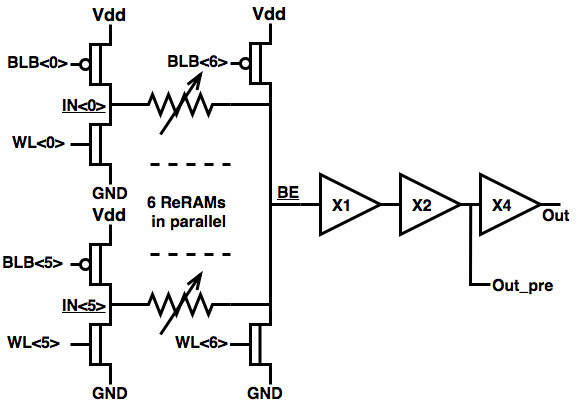 Vdd
Vdd
BLB<0>
BLB<6>
IN<0>
WL<0>
GND
Vdd
6 ReRAMs
in parallel
BE
X1
X2
X4
Out
BLB<5>
Out_pre
IN<5>
WL<5>
WL<6>
GND
GND